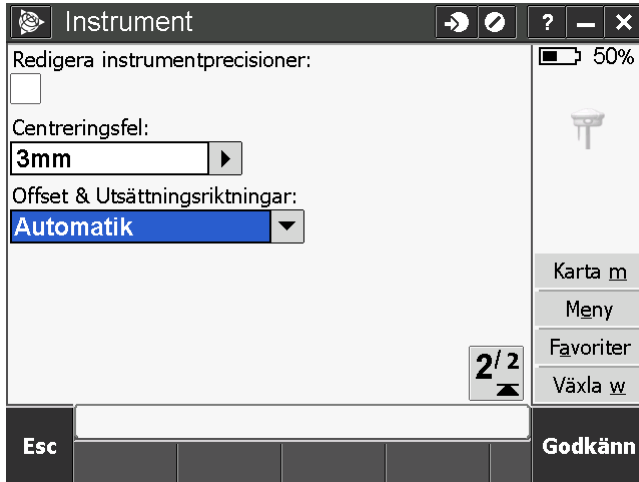 Instrument
? – ×
Redigera instrumentprecisioner:
50%
Centreringsfel:
3mm
Offset & Utsättningsriktningar:
Automatik
Karta m
Meny
Favoriter
2/2
Växla w
Esc
Godkänn